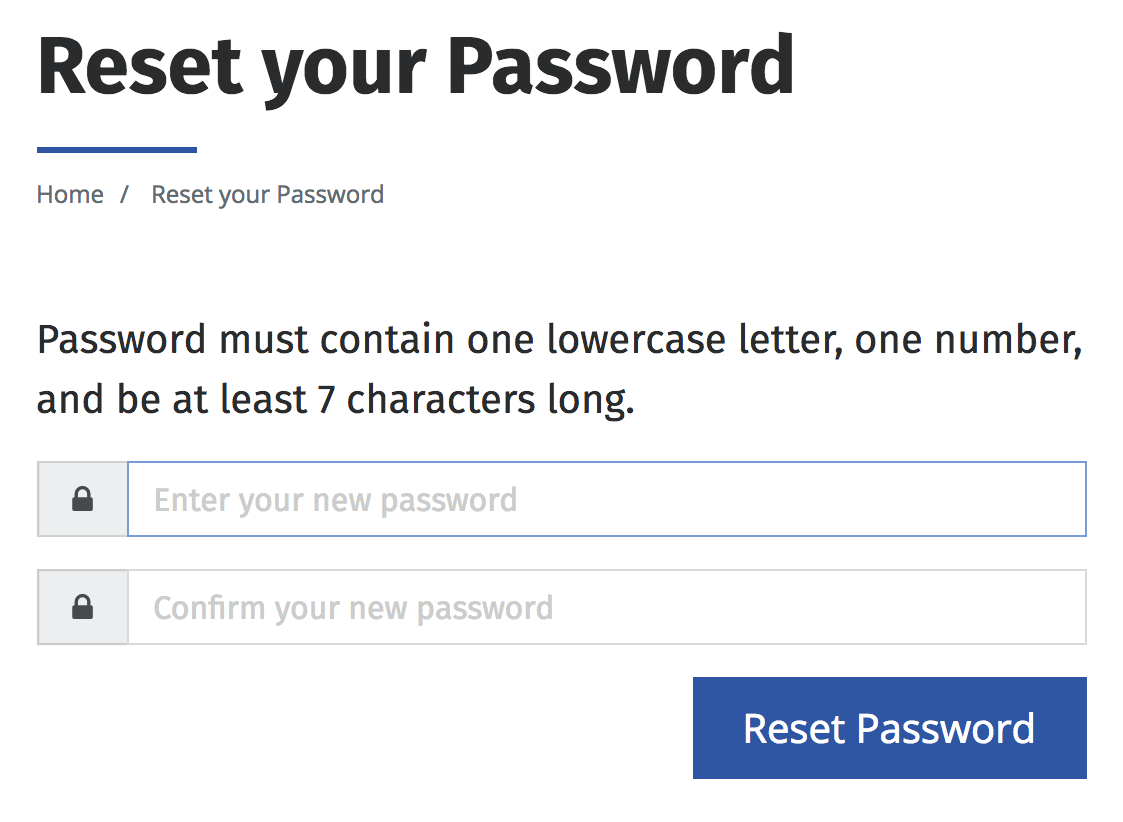 Reset your Password
Home / Reset your Password
Password must contain one lowercase letter, one number,
and be at least 7 characters long.
Enter your new password
Confirm your new password
Reset Password